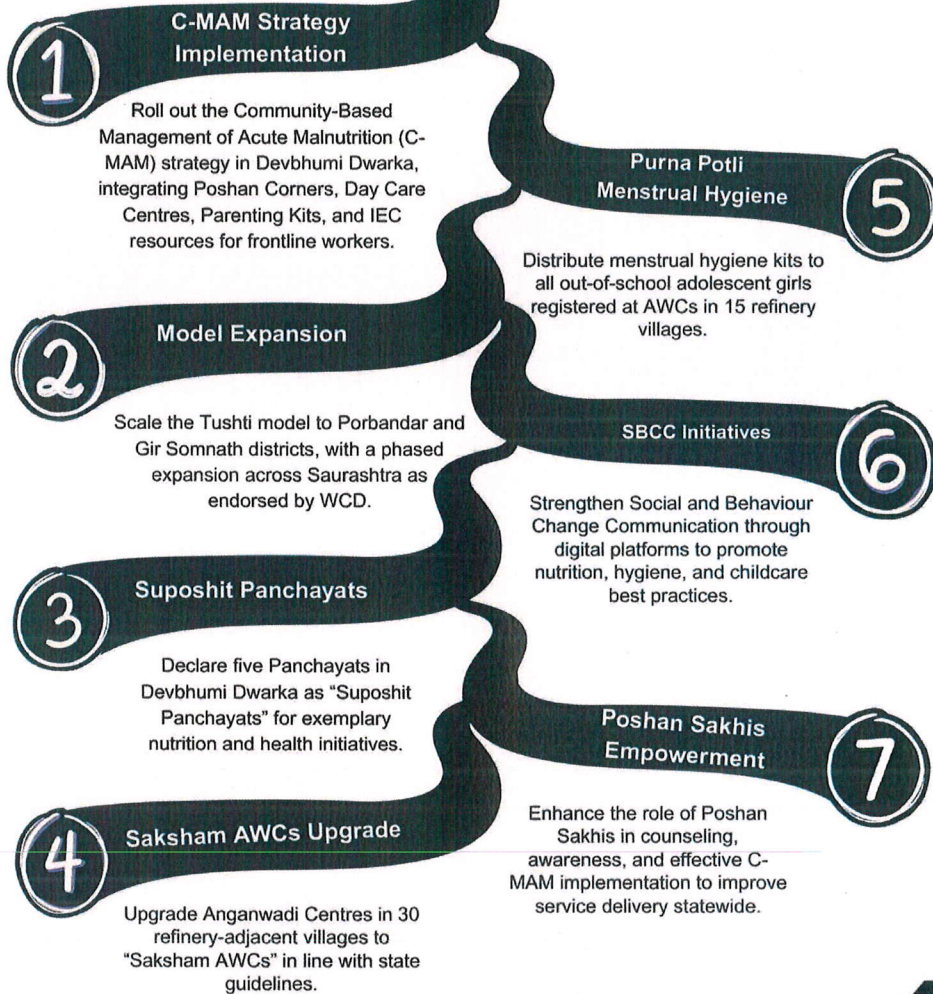 1
C-MAM Strategy
Implementation
Roll out the Community-Based
Management of Acute Malnutrition (C-
MAM) strategy in Devbhumi Dwarka,
integrating Poshan Corners, Day Care
Centres, Parenting Kits, and IEC
resources for frontline workers.
2
Model Expansion
Scale the Tushti model to Porbandar and
Gir Somnath districts, with a phased
expansion across Saurashtra as
endorsed by WCD.
3
Suposhit Panchayats
Declare five Panchayats in
Devbhumi Dwarka as “Suposhit
Panchayats” for exemplary
nutrition and health initiatives.
4
Saksham AWCs Upgrade
Upgrade Anganwadi Centres in 30
refinery-adjacent villages to
“Saksham AWCs” in line with state
guidelines.
Purna Potli
Menstrual Hygiene
5
Distribute menstrual hygiene kits to
all out-of-school adolescent girls
registered at AWCs in 15 refinery
villages.
SBCC Initiatives
6
Strengthen Social and Behaviour
Change Communication through
digital platforms to promote
nutrition, hygiene, and childcare
best practices.
Poshan Sakhis
Empowerment
7
Enhance the role of Poshan
Sakhis in counseling,
awareness, and effective C-
MAM implementation to improve
service delivery statewide.